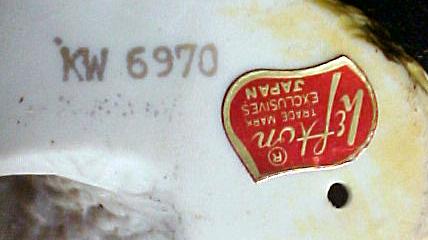 KW 6970
Lefton
®
TRADE MARK
EXCLUSIVES
JAPAN